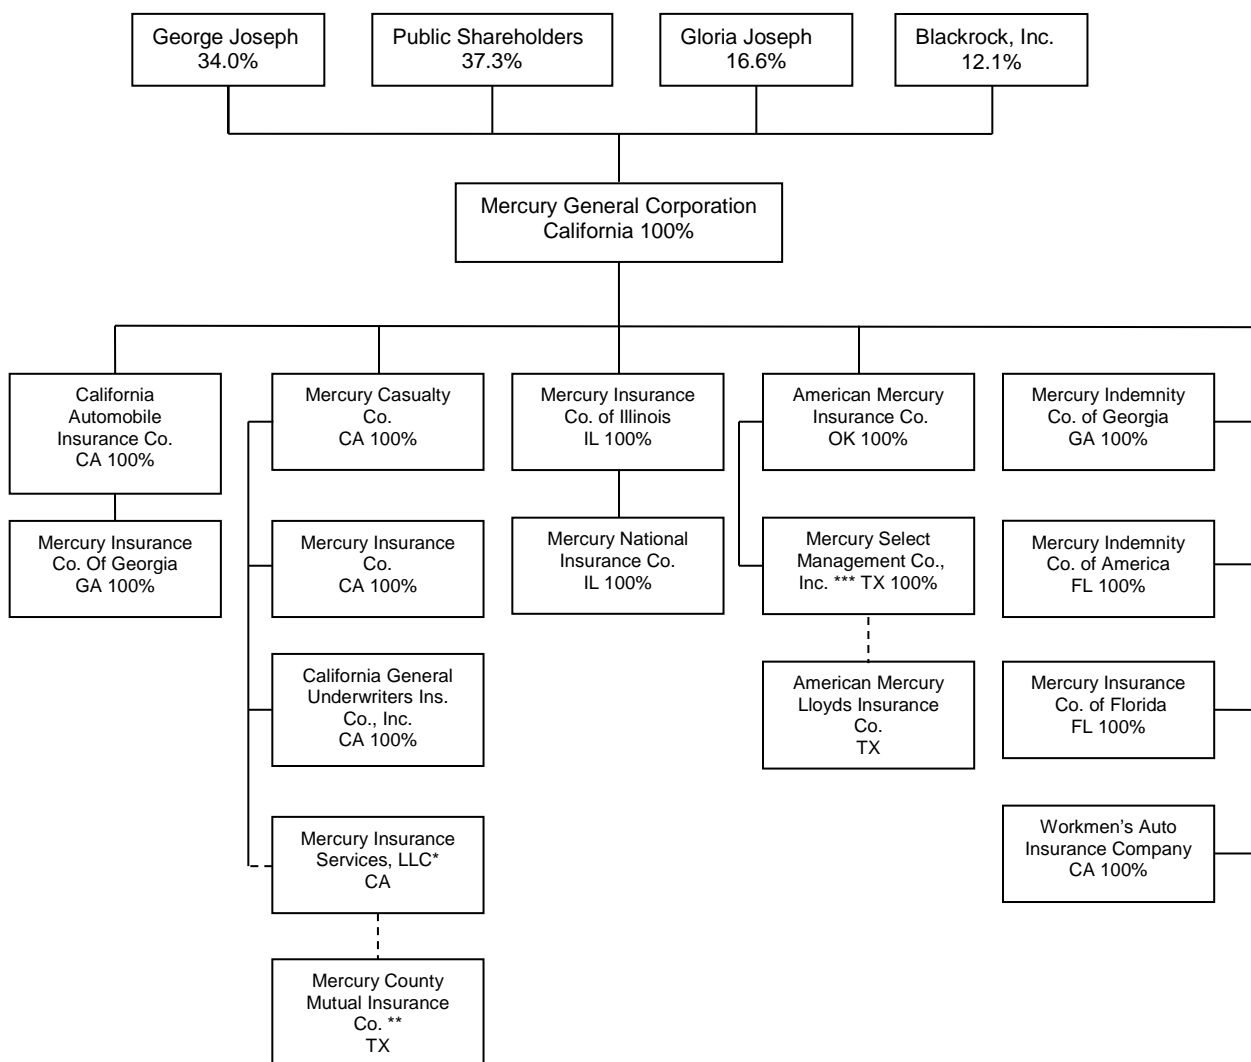 George Joseph
34.0%
Public Shareholders
37.3%
Gloria Joseph
16.6%
Blackrock, Inc.
12.1%
Mercury General Corporation
California 100%
California
Automobile
Insurance Co.
CA 100%
Mercury Casualty
Co.
CA 100%
Mercury Insurance
Co. of Illinois
IL 100%
American Mercury
Insurance Co.
OK 100%
Mercury Indemnity
Co. of Georgia
GA 100%
Mercury Insurance
Co. Of Georgia
GA 100%
Mercury Insurance
Co.
CA 100%
Mercury National
Insurance Co.
IL 100%
Mercury Select
Management Co.,
Inc. *** TX 100%
Mercury Indemnity
Co. of America
FL 100%
California General
Underwriters Ins.
Co., Inc.
CA 100%
American Mercury
Lloyds Insurance
Co.
TX
Mercury Insurance
Co. of Florida
FL 100%
Mercury Insurance
Services, LLC*
CA
Workmen’s Auto
Insurance Company
CA 100%
Mercury County
Mutual Insurance
Co. **
TX